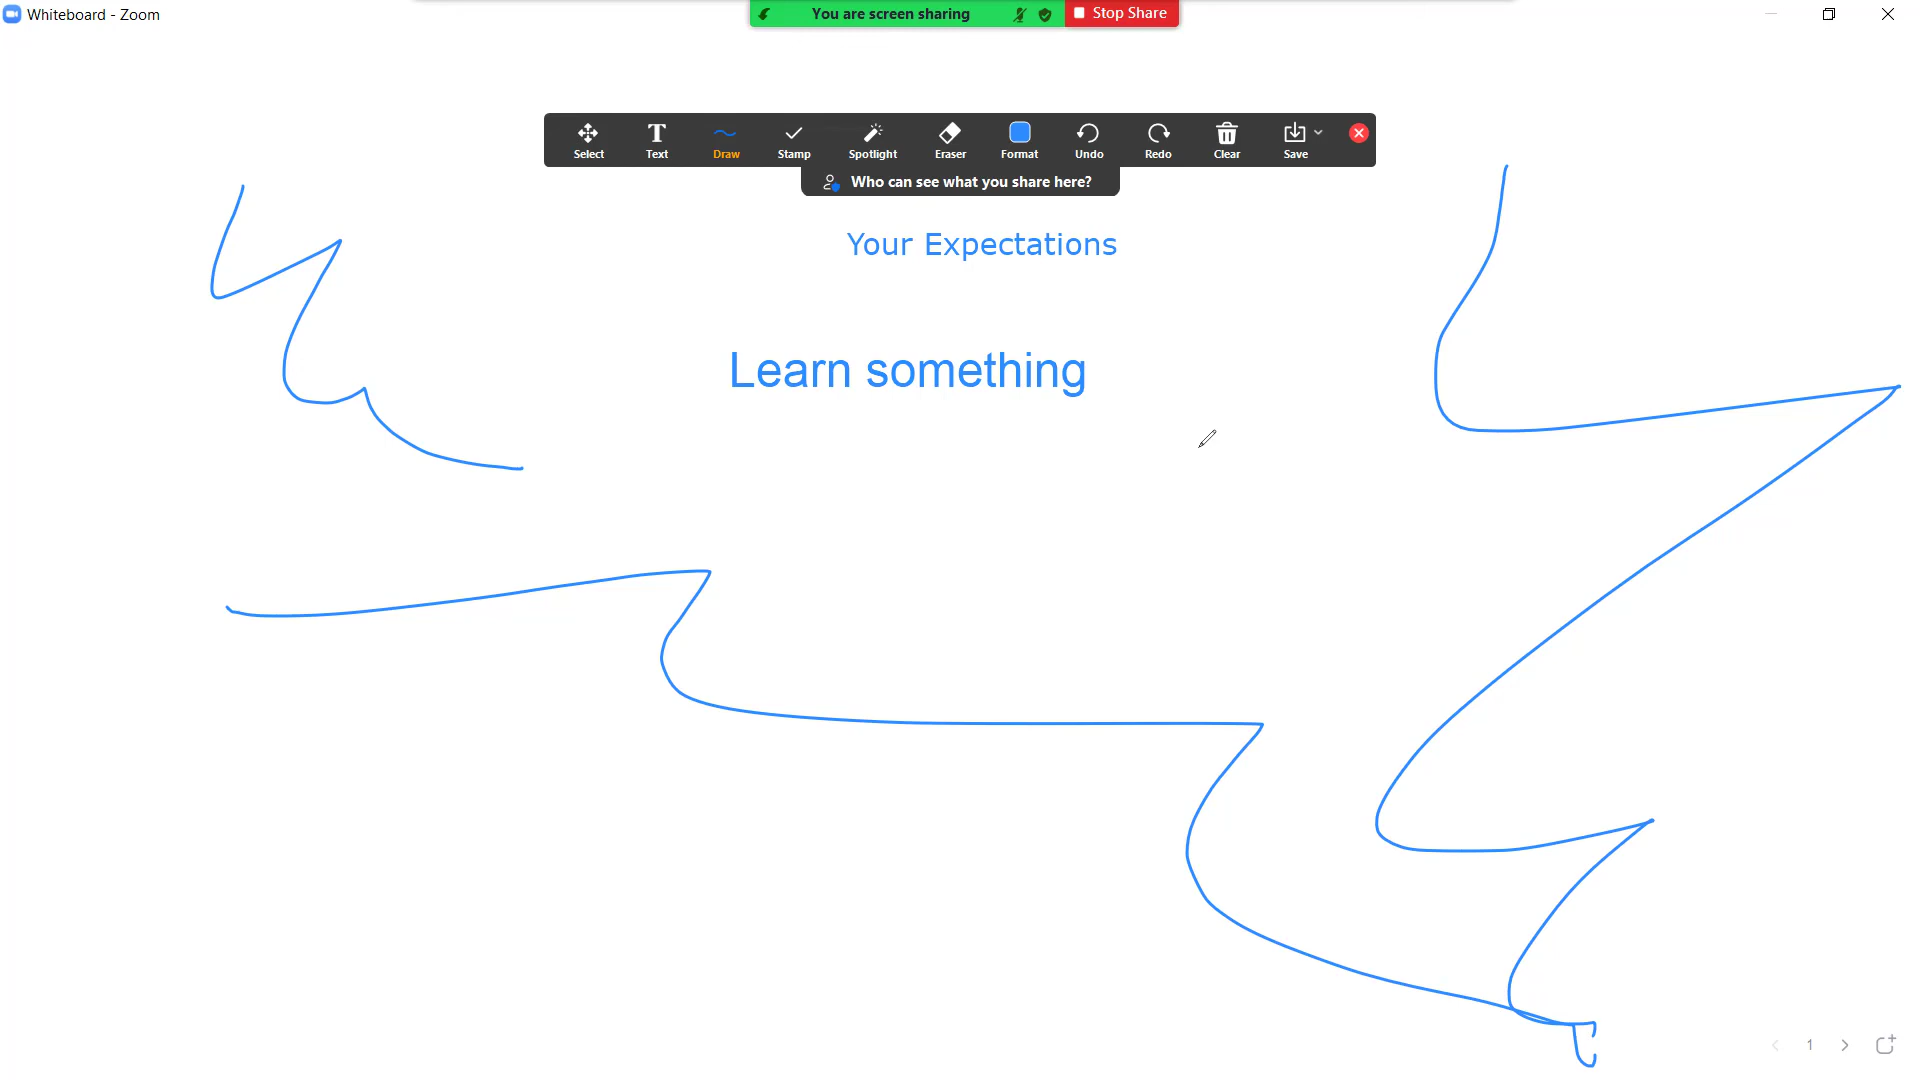 Whiteboard - Zoom
You are screen sharing
Stop Share
Select
Text
Draw
Stamp
Spotlight
Eraser
Format
Undo
Redo
Clear
Save
Who can see what you share here?
Your Expectations
Learn something
1